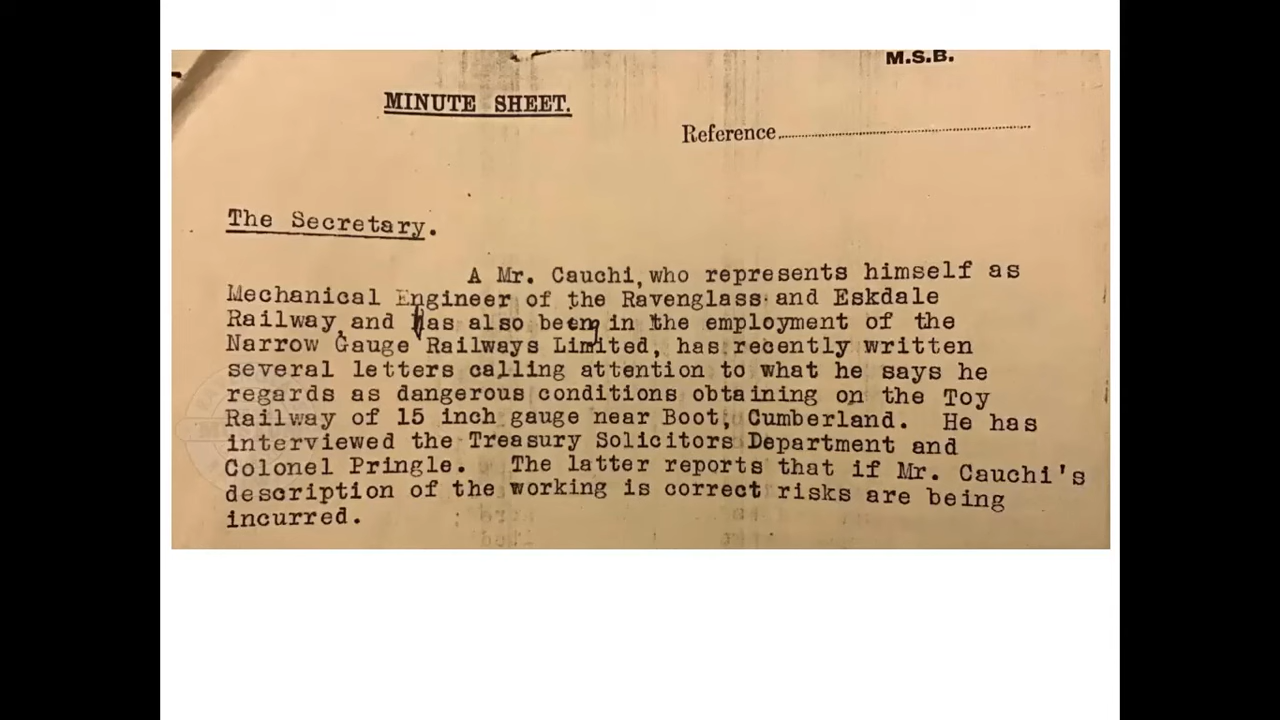 M.S.B.
MINUTE SHEET.
Reference
The Secretary.
A Mr. Cauchi, who represents himself as
Mechanical Engineer of the Ravenglass and Eskdale
Railway, and has also been in the employment of the
Narrow Gauge Railways Limited, has recently written
several letters calling attention to what he says he
regards as dangerous conditions obtaining on the Toy
Railway of 15 inch gauge near Boot, Cumberland. He has
interviewed the Treasury Solicitors Department and
Colonel Pringle. The latter reports that if Mr. Cauchi's
description of the working is correct risks are being
incurred.